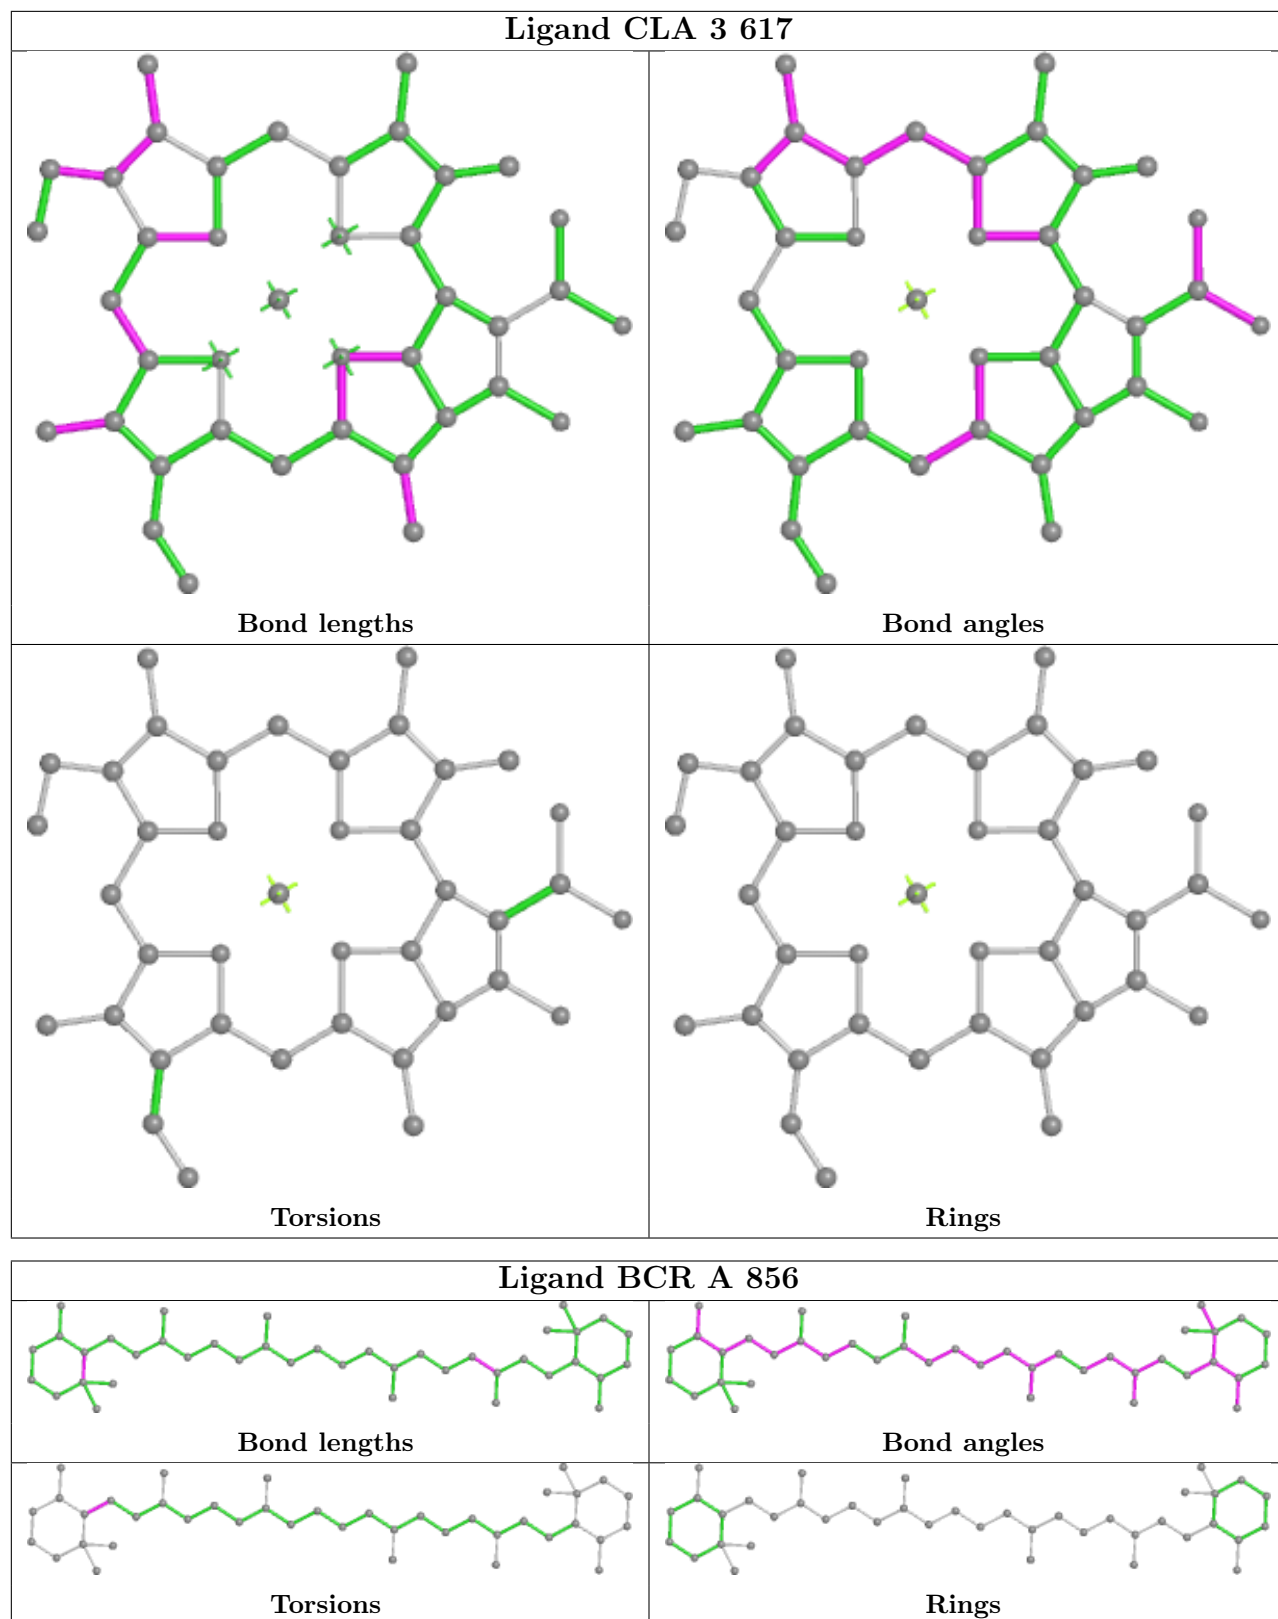 Ligand CLA 3 617
Bond lengths
Bond angles
Torsions
Rings
Ligand BCR A 856
Bond lengths
Bond angles
Torsions
Rings